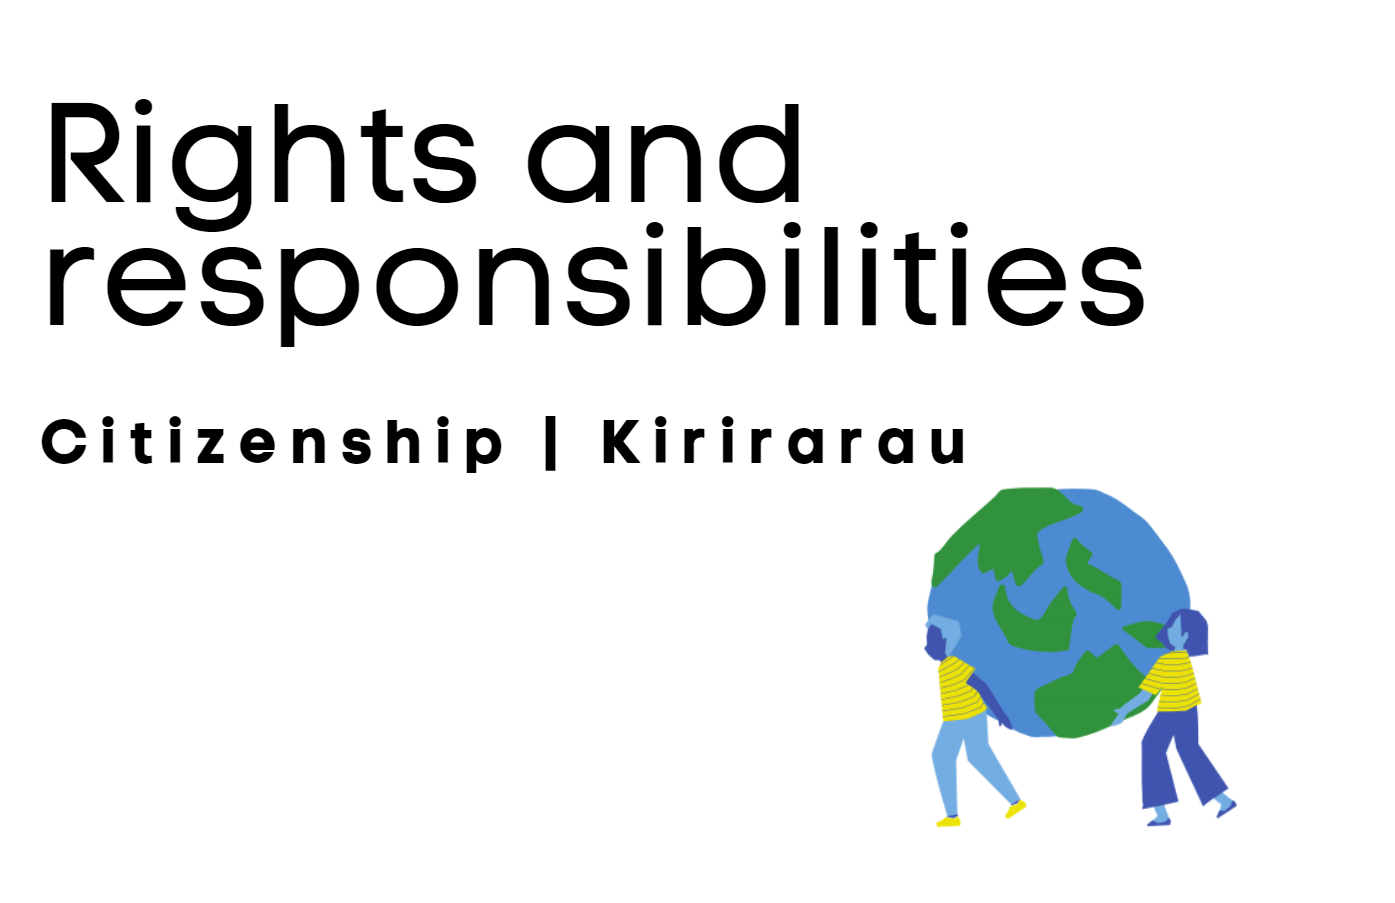 Rights and
responsibilities
Citizenship | Kirirarau